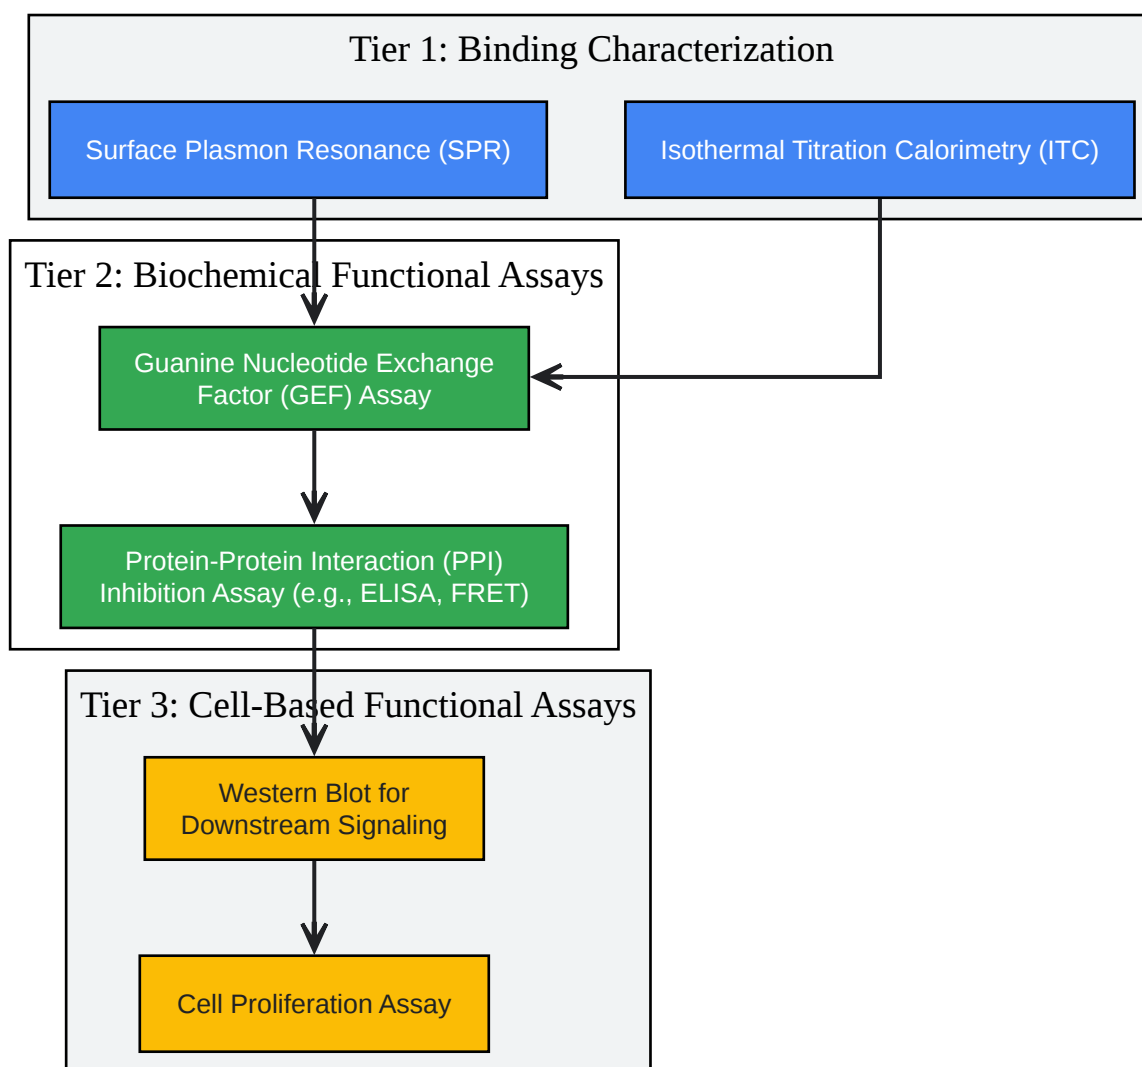 Tier 1: Binding Characterization
Surface Plasmon Resonance (SPR)
Isothermal Titration Calorimetry (ITC)
Tier 2: Biochemical Functional Assays
Guanine Nucleotide Exchange
Factor (GEF) Assay
Protein-Protein Interaction (PPI)
Inhibition Assay (e.g., ELISA, FRET)
Tier 3: Cell-Based Functional Assays
Western Blot for
Downstream Signaling
Cell Proliferation Assay